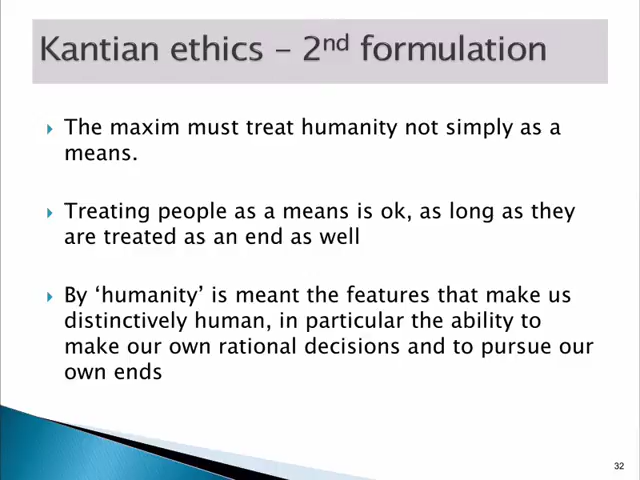 Kantian ethics – 2nd formulation
The maxim must treat humanity not simply as a
means.
Treating people as a means is ok, as long as they
are treated as an end as well
By ‘humanity’ is meant the features that make us
distinctively human, in particular the ability to
make our own rational decisions and to pursue our
own ends
32